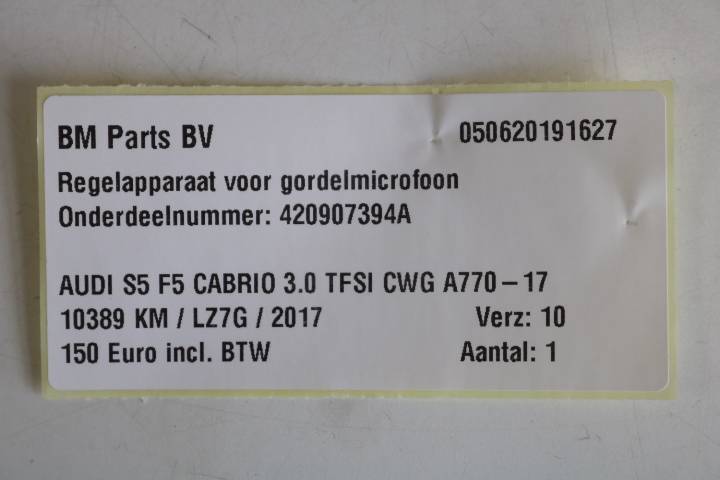 BM Parts BV 050620191627
Regelapparaat voor gordelmicrofoon
Onderdeelnummer: 420907394A
AUDI S5 F5 CABRIO 3.0 TFSI CWG A770 – 17
10389 KM / LZ7G / 2017 Verz: 10
150 Euro incl. BTW Aantal: 1